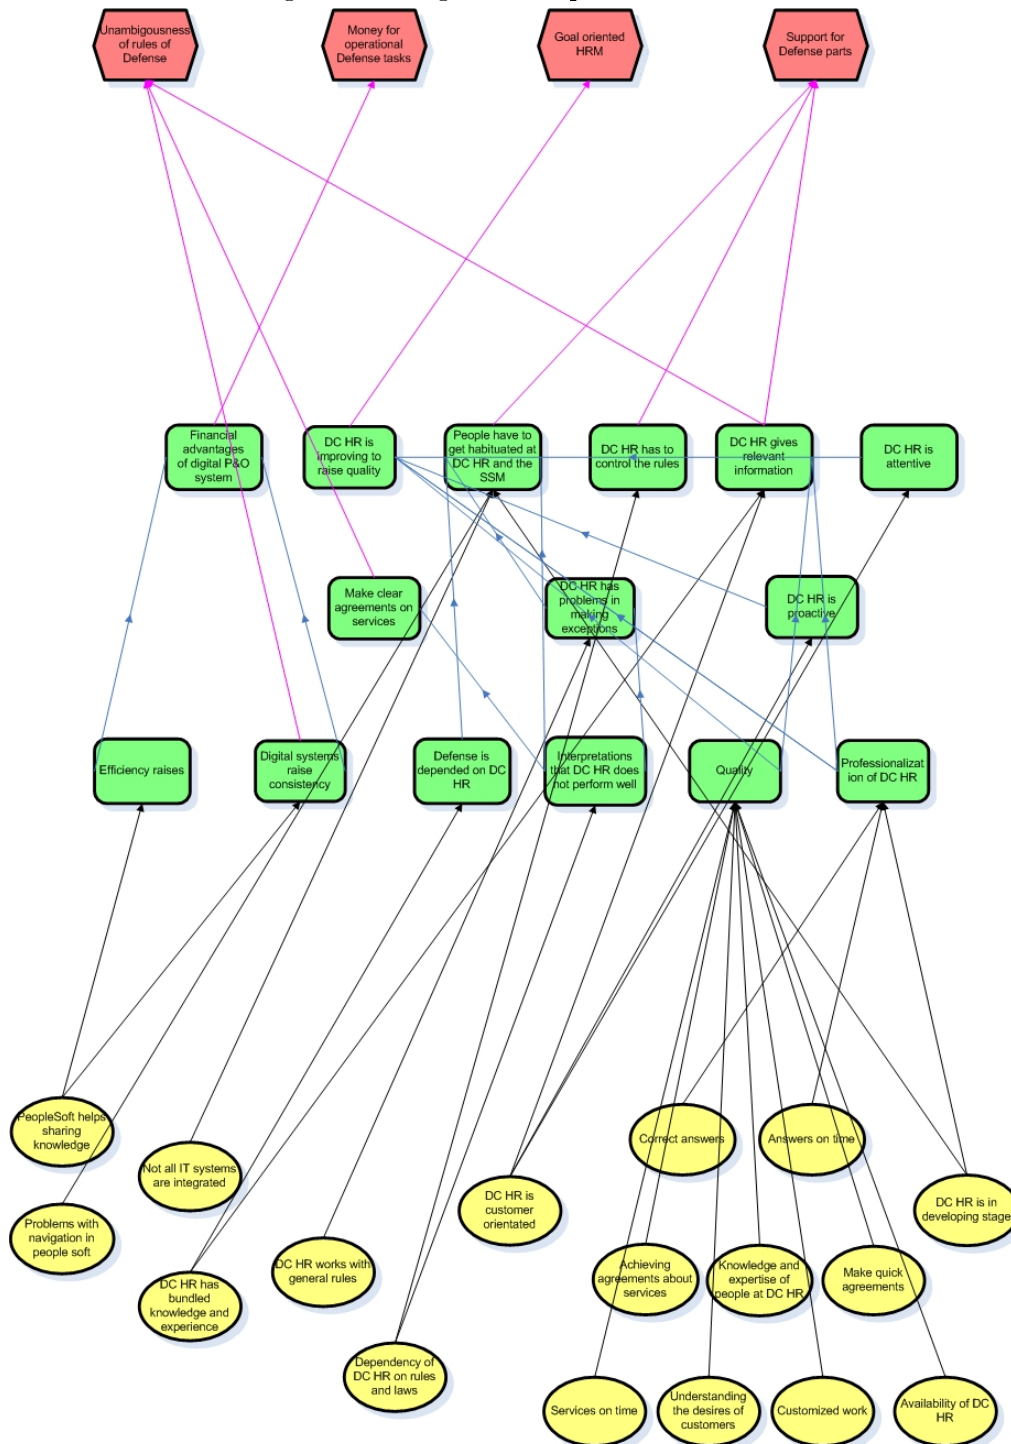 Unambigousness
of rules of
Defense
Money for
operational
Defense tasks
Goal oriented
HRM
Support for
Defense parts
Financial
advantages
of digital P&O
system
DC HR is
improving to
raise quality
People have to
get habituated at
DC HR and the
SSM
DC HR has to
control the rules
DC HR gives
relevant
information
DC HR is
attentive
Make clear
agreements on
services
DC HR has
problems in
making
exceptions
DC HR is
proactive
Efficiency raises
Digital systems
raise
consistency
Defense is
depended on DC
HR
Interpretations
that DC HR does
not perform well
Quality
Professionalizat
ion of DC HR
PeopleSoft helps
sharing
knowledge
Not all IT systems
are integrated
Problems with
navigation in
people soft
DC HR has
bundled
knowledge and
experience
DC HR works with
general rules
Dependency of
DC HR on rules
and laws
DC HR is
customer
orientated
Correct answers
Answers on time
DC HR is in
developing stage
Achieving
agreements about
services
Knowledge and
expertise of
people at DC HR
Make quick
agreements
Services on time
Understanding
the desires of
customers
Customized work
Availability of DC
HR